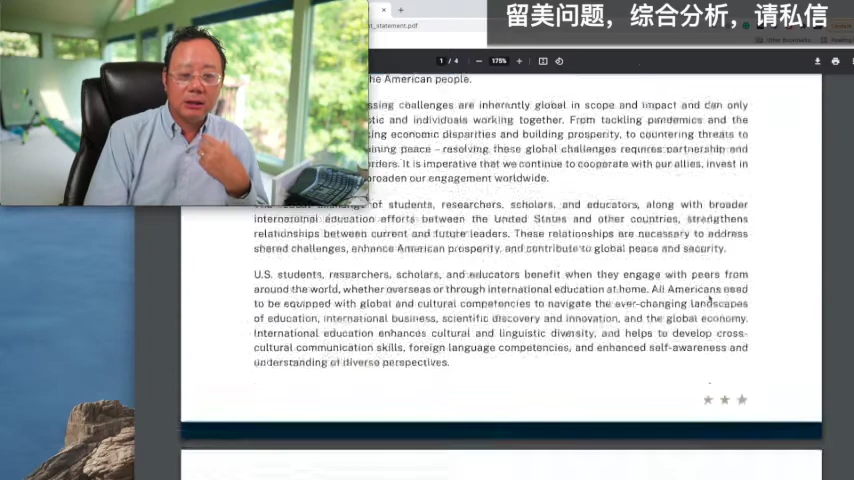 留美问题，综合分析，请私信
t_statement.pdf
1 / 4 175%
he American people.
ssing challenges are inherently global in scope and impact and can only
tic and individuals working together. From tackling pandemics and the
king economic disparities and building prosperity, to countering threats to
ining peace – resolving these global challenges requires partnership and
orders. It is imperative that we continue to cooperate with our allies, invest in
broaden our engagement worldwide.
exchange of students, researchers, scholars, and educators, along with broader
international education efforts between the United States and other countries, strengthens
relationships between current and future leaders. These relationships are necessary to address
shared challenges, enhance American prosperity, and contribute to global peace and security.
U.S. students, researchers, scholars, and educators benefit when they engage with peers from
around the world, whether overseas or through international education at home. All Americans need
to be equipped with global and cultural competencies to navigate the ever-changing landscapes
of education, international business, scientific discovery and innovation, and the global economy.
International education enhances cultural and linguistic diversity, and helps to develop cross-
cultural communication skills, foreign language competencies, and enhanced self-awareness and
understanding of diverse perspectives.